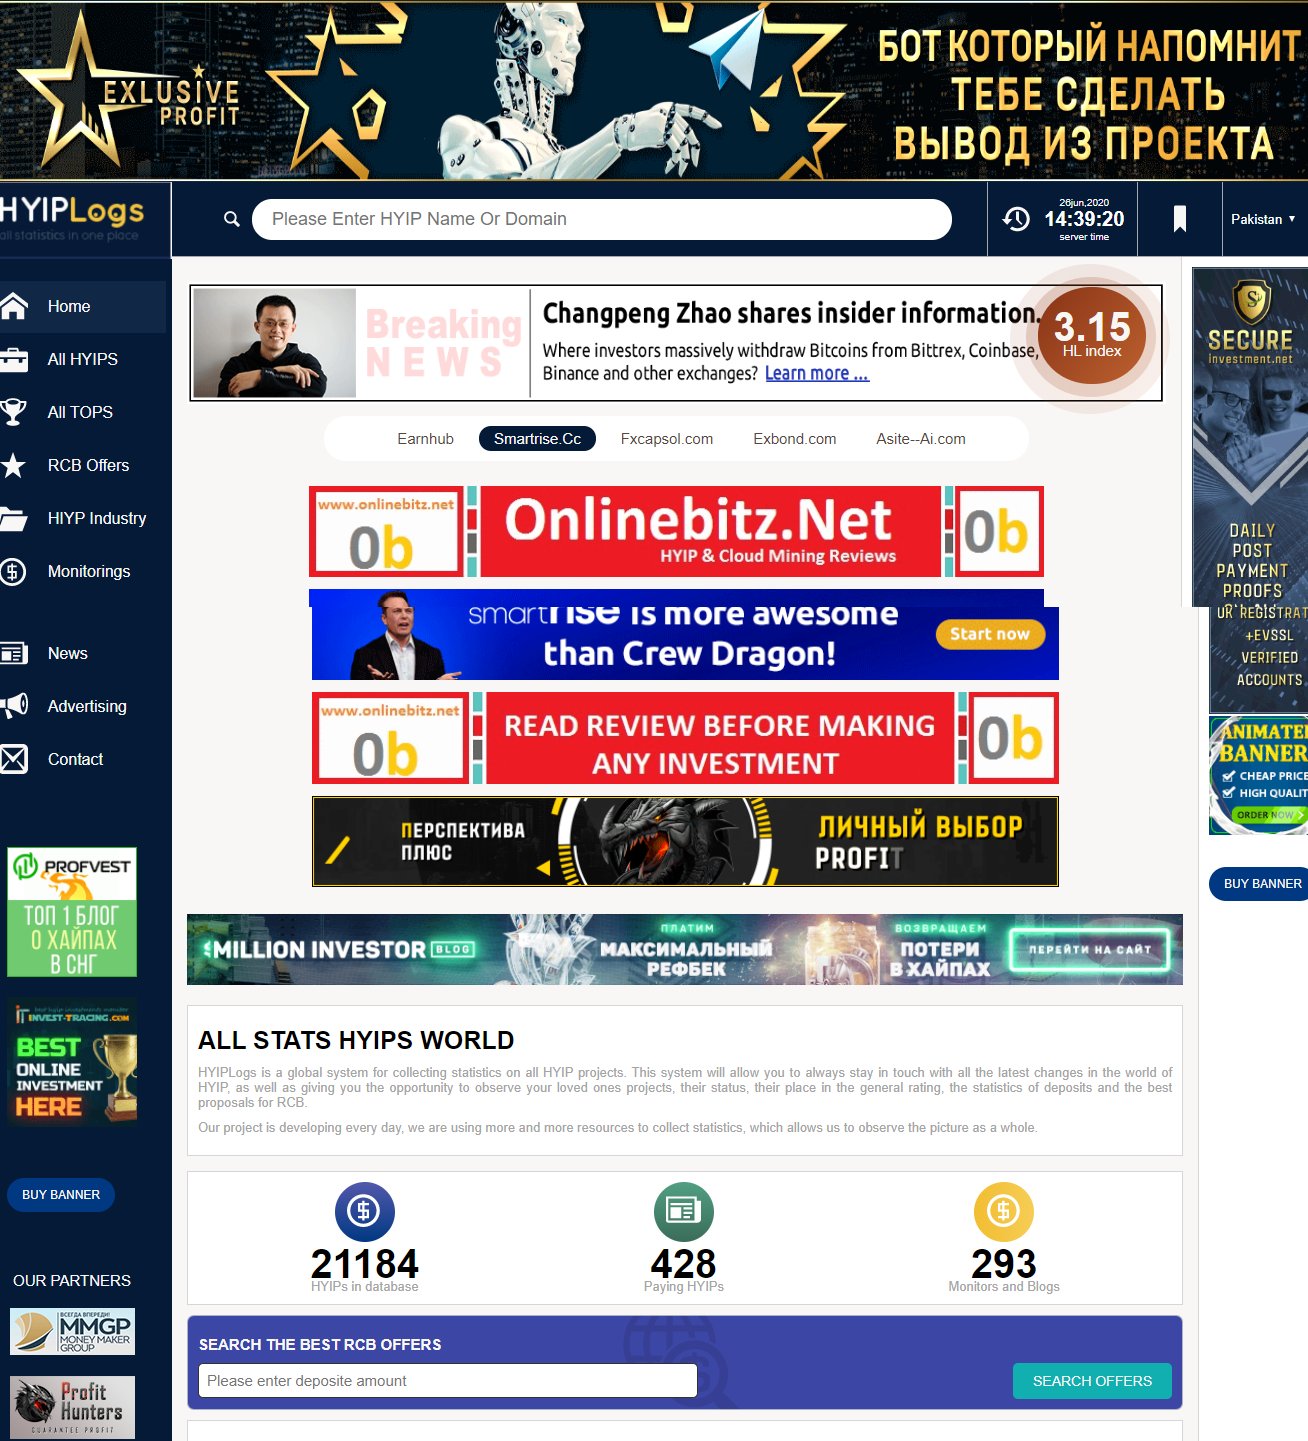 EXLUSIVE
PROFIT
БОТ КОТОРЫЙ НАПОМНИТ
ТЕБЕ СДЕЛАТЬ
ВЫВОД ИЗ ПРОЕКТА
HYIPLogs
all statistics in one place
Please Enter HYIP Name Or Domain
26jun,2020
14:39:20
server time
Pakistan
Home
All HYIPS
All TOPS
RCB Offers
HIYP Industry
Monitorings
News
Advertising
Contact
PROFVEST
ТОП 1 БЛОГ
О ХАЙПАХ
В СНГ
INVEST-TRACING.COM
BEST
ONLINE
INVESTMENT
HERE
BUY BANNER
OUR PARTNERS
ВСЕГДА ВПЕРЕДИ!
MMGP
MONEY MAKER
GROUP
Profit
Hunters
GUARANTEE PROFIT
Breaking
NEWS
Changpeng Zhao shares insider information.
Where investors massively withdraw Bitcoins from Bittrex, Coinbase,
Binance and other exchanges? Learn more ...
3.15
HL index
Earnhub
Smartrise.Cc
Fxcapsol.com
Exbond.com
Asite--Ai.com
www.onlinebitz.net
0b
Onlinebitz.Net
HYIP & Cloud Mining Reviews
0b
smartrise is more awesome
than Crew Dragon!
Start now
www.onlinebitz.net
0b
READ REVIEW BEFORE MAKING
ANY INVESTMENT
0b
ПЕРСПЕКТИВА
ПЛЮС
ЛИЧНЫЙ ВЫБОР
PROFIT
MILLION INVESTOR BLOG
ПЛАТИМ
МАКСИМАЛЬНЫЙ
РЕФБЕК
ВОЗВРАЩАЕМ
ПОТЕРИ
В ХАЙПАХ
ПЕРЕЙТИ НА САЙТ
ALL STATS HYIPS WORLD
HYIPLogs is a global system for collecting statistics on all HYIP projects. This system will allow you to always stay in touch with all the latest changes in the world of
HYIP, as well as giving you the opportunity to observe your loved ones projects, their status, their place in the general rating, the statistics of deposits and the best
proposals for RCB.
Our project is developing every day, we are using more and more resources to collect statistics, which allows us to observe the picture as a whole.
21184
HYIPs in database
428
Paying HYIPs
293
Monitors and Blogs
SEARCH THE BEST RCB OFFERS
Please enter deposite amount
SEARCH OFFERS
SECURE
investment.net
DAILY
POST
PAYMENT
PROOFS
UK REGISTRAT
+EVSSL
VERIFIED
ACCOUNTS
ANIMATE
BANNER
CHEAP PRICE
HIGH QUALIT
ORDER NOW
BUY BANNER